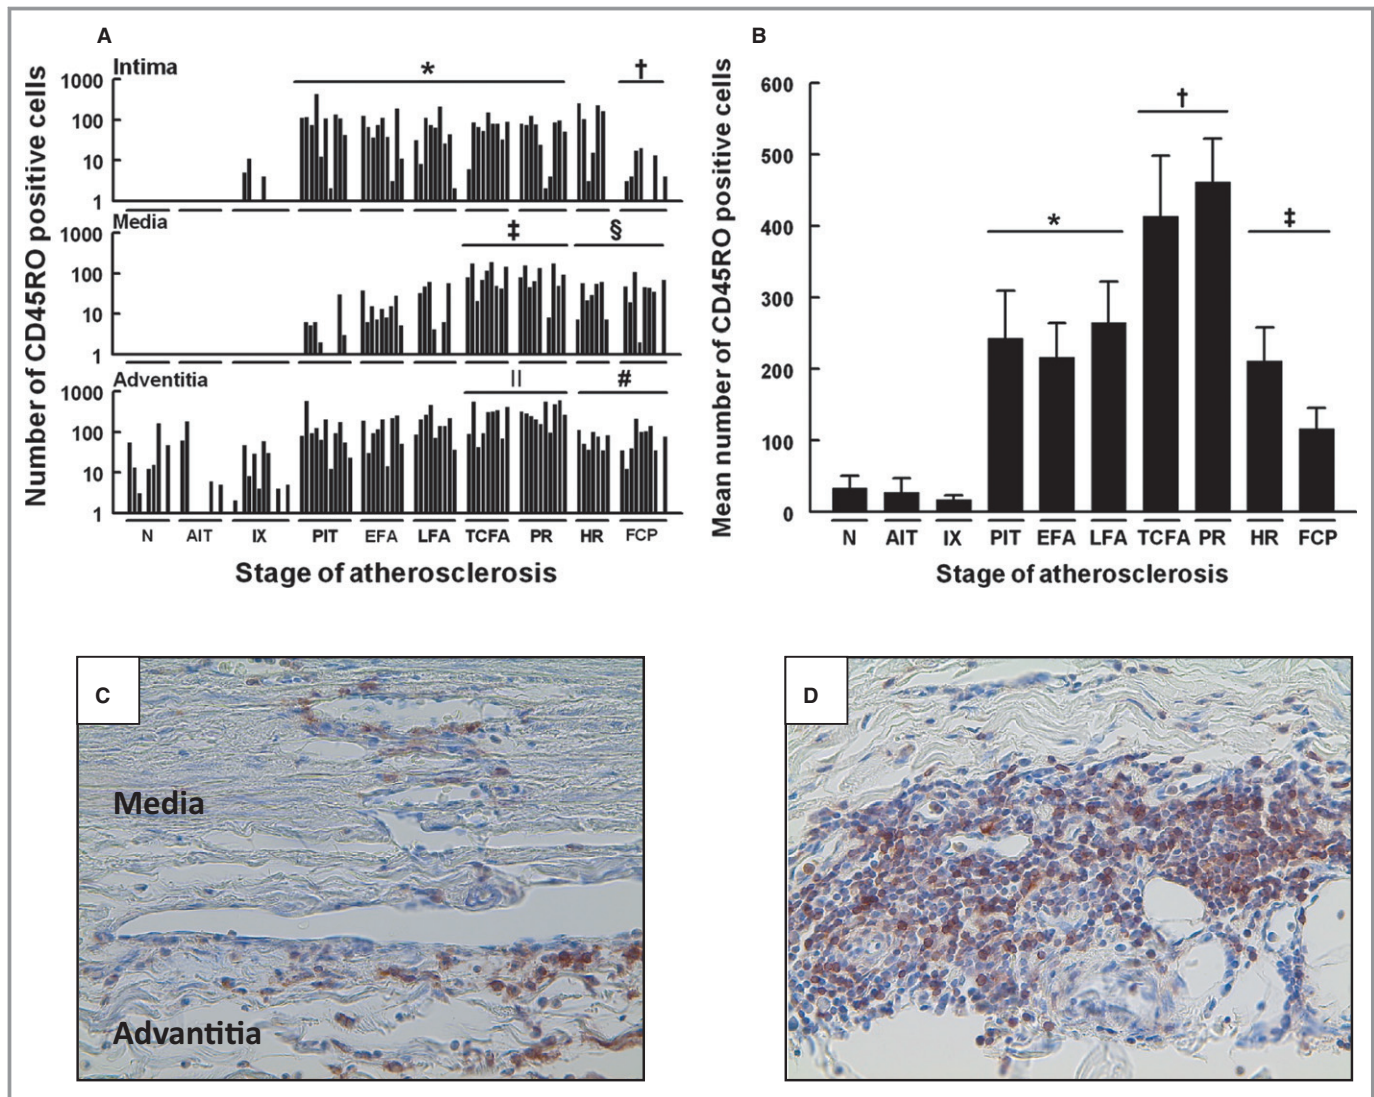 A
Number of CD45RO positive cells
Intima
*
†
1000
100
10
1
Media
‡
§
1000
100
10
1
Adventitia
||
#
1000
100
10
1
N AIT IX PIT EFA LFA TCFA PR HR FCP
Stage of atherosclerosis
B
Mean number of CD45RO positive cells
600
500
400
300
200
100
0
*
†
‡
N AIT IX PIT EFA LFA TCFA PR HR FCP
Stage of atherosclerosis
C
Media
Advantitia
D